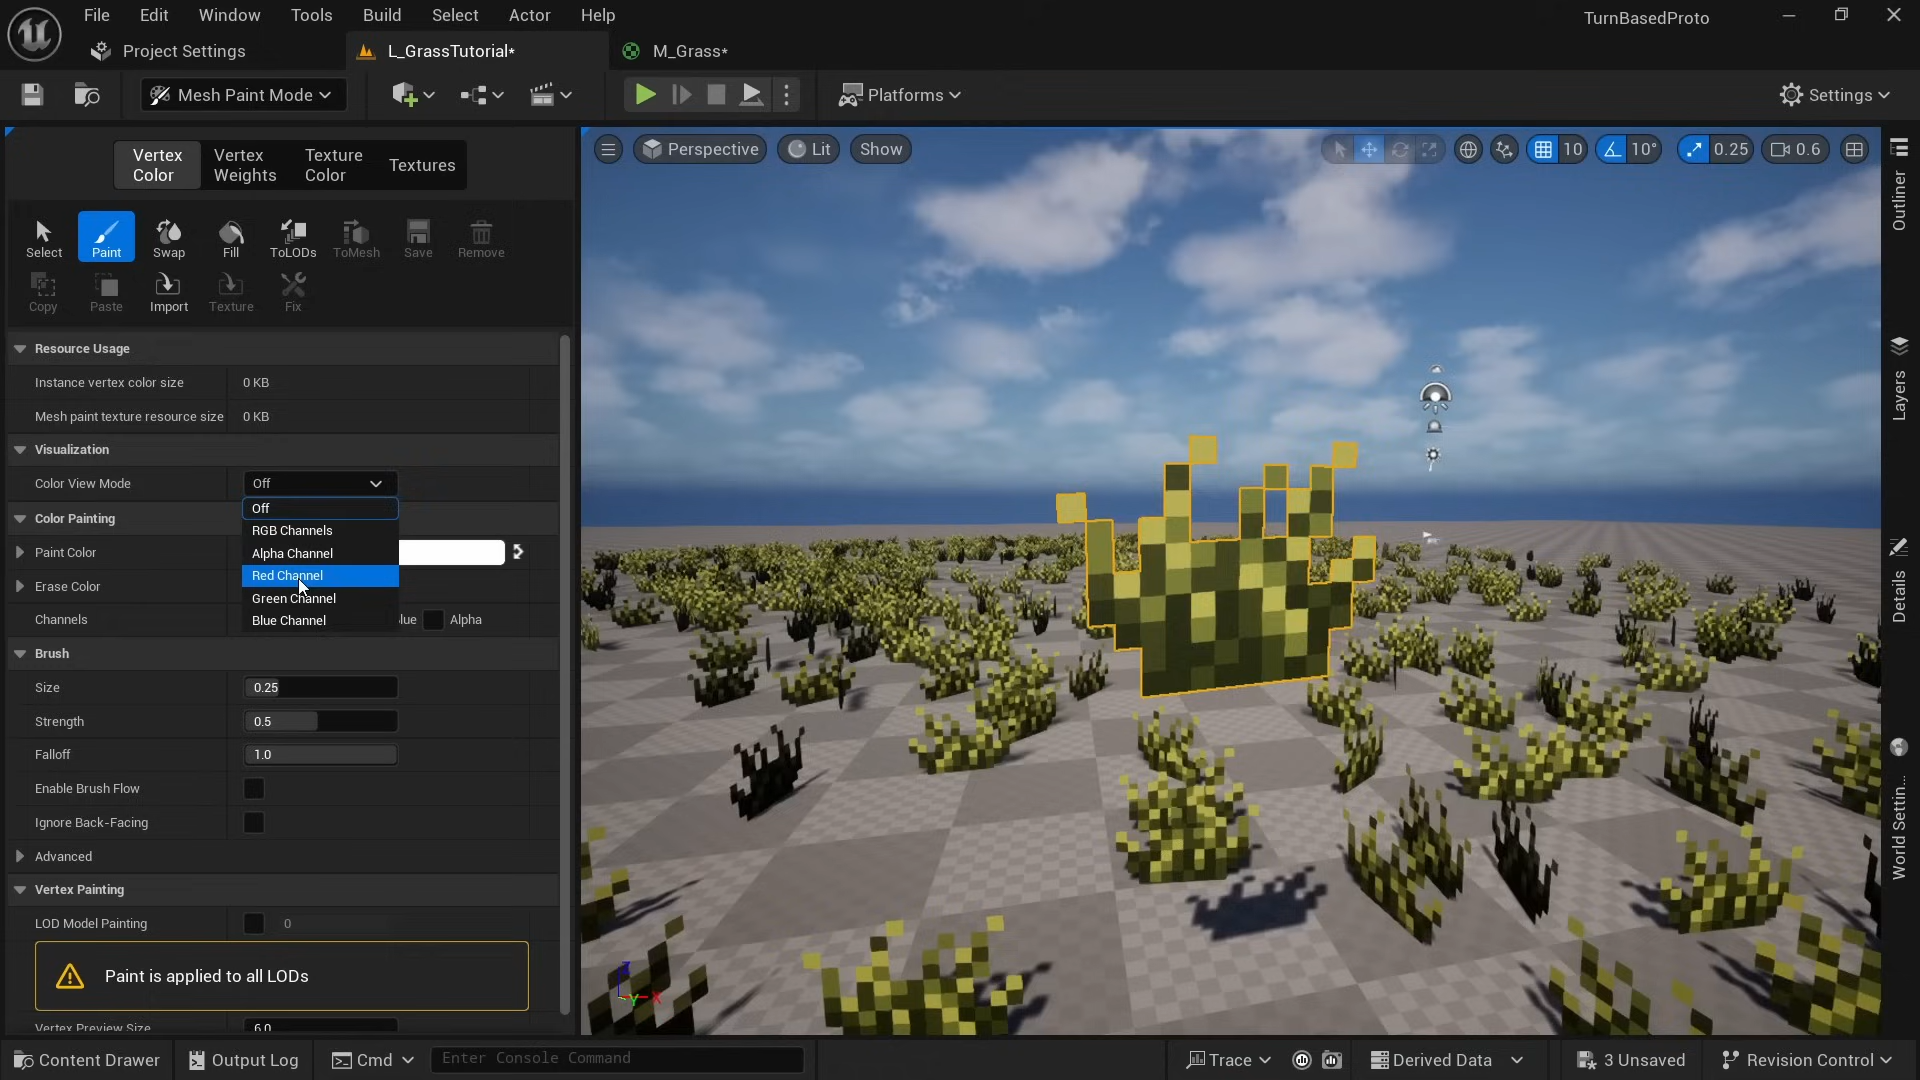 File Edit Window Tools Build Select Actor Help TurnBasedProto
Project Settings L_GrassTutorial* M_Grass*
Mesh Paint Mode Platforms Settings
Vertex Color Vertex Weights Texture Color Textures
Perspective Lit Show 10 10° 0.25 0.6
Select Paint Swap Fill ToLODs ToMesh Save Remove
Copy Paste Import Texture Fix
Resource Usage
Instance vertex color size 0 KB
Mesh paint texture resource size 0 KB
Visualization
Color View Mode Off
Off
RGB Channels
Alpha Channel
Red Channel
Green Channel
Blue Channel
Color Painting
Paint Color
Erase Color
Channels lue Alpha
Brush
Size 0.25
Strength 0.5
Falloff 1.0
Enable Brush Flow
Ignore Back-Facing
Advanced
Vertex Painting
LOD Model Painting 0
Paint is applied to all LODs
Vertex Preview Size 6.0
Z
Y X
Outliner
Layers
Details
World Settin...
Content Drawer Output Log Cmd Enter Console Command Trace Derived Data 3 Unsaved Revision Control